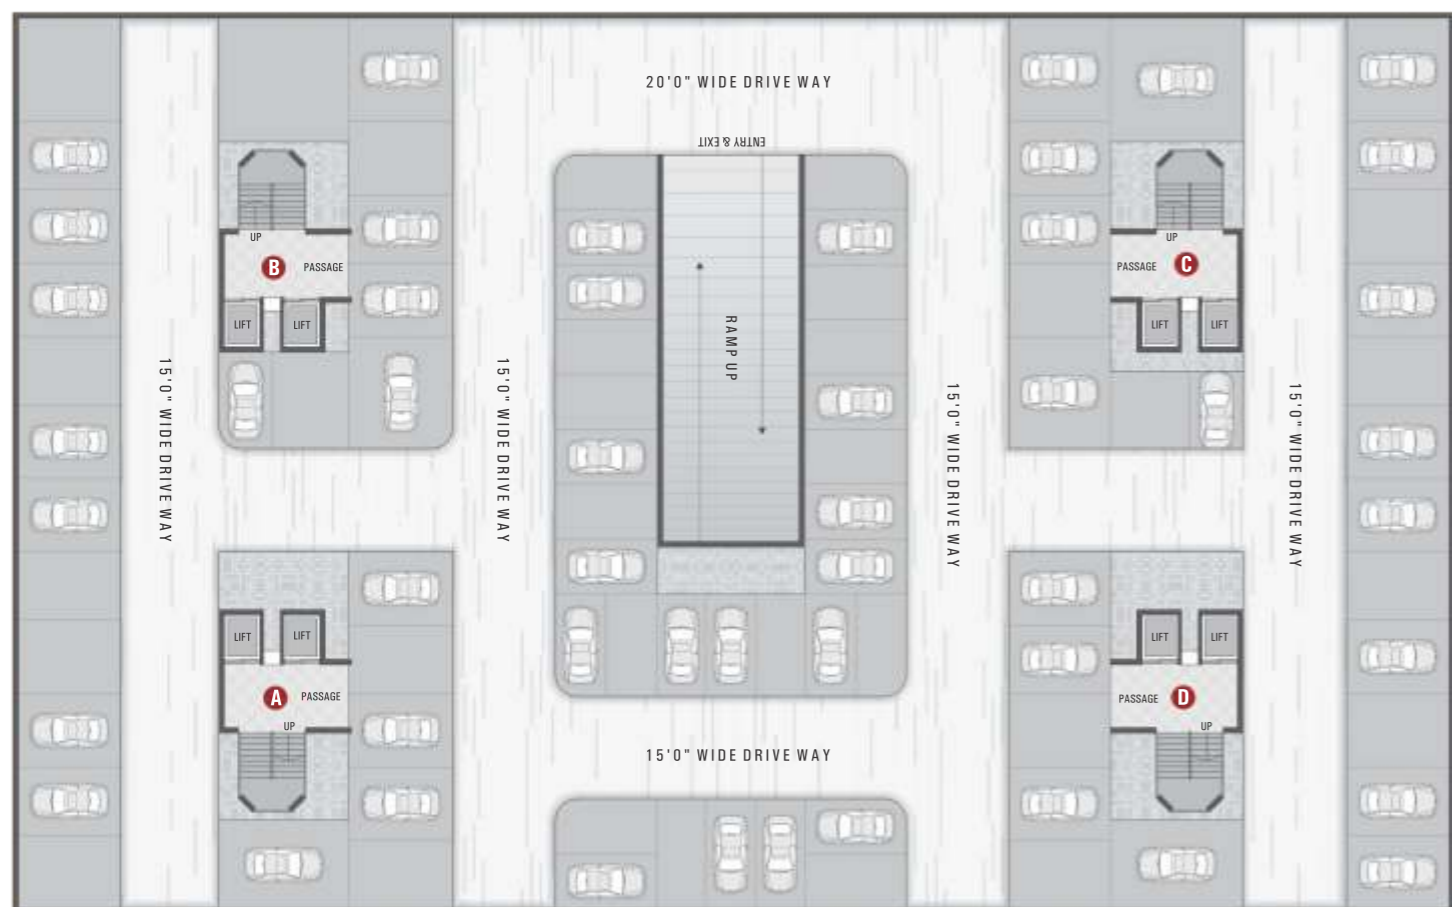 20'0" WIDE DRIVE WAY
ENTRY & EXIT
UP
B
PASSAGE
LIFT
LIFT
UP
PASSAGE
C
LIFT
LIFT
RAMP UP
15'0" WIDE DRIVE WAY
15'0" WIDE DRIVE WAY
15'0" WIDE DRIVE WAY
15'0" WIDE DRIVE WAY
LIFT
LIFT
A
PASSAGE
UP
LIFT
LIFT
PASSAGE
D
UP
15'0" WIDE DRIVE WAY